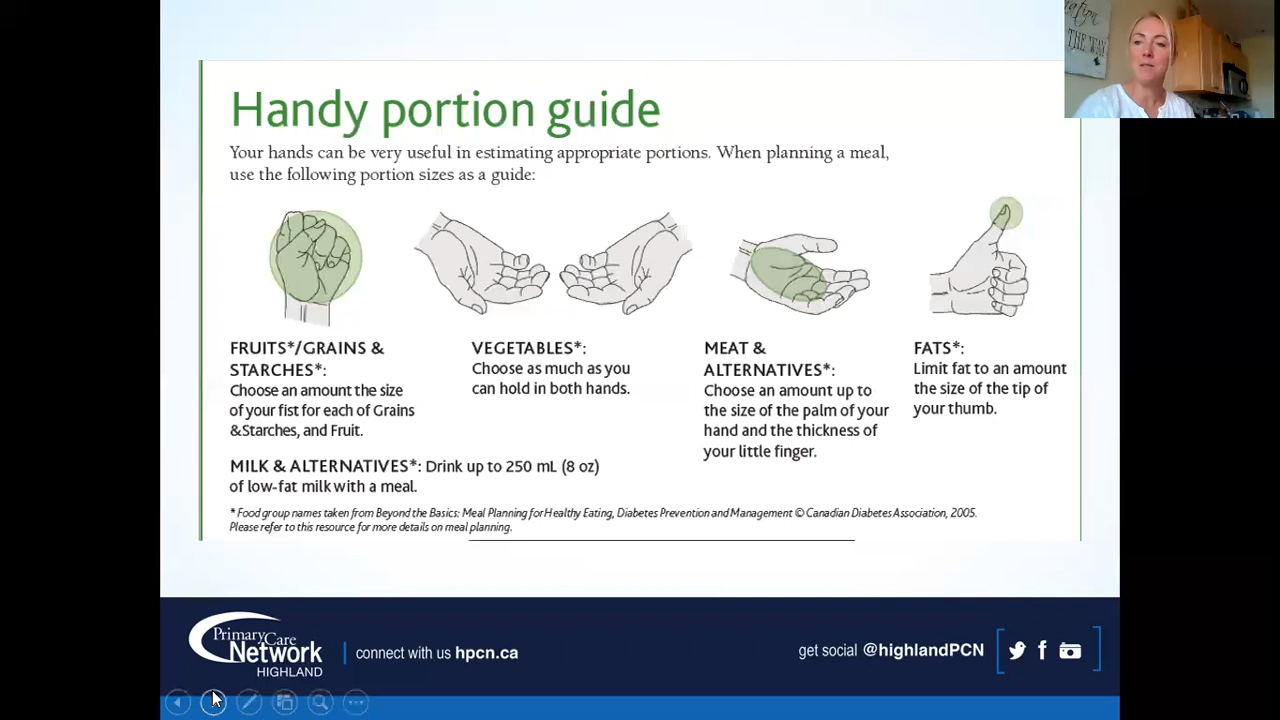 Handy portion guide
Your hands can be very useful in estimating appropriate portions. When planning a meal,
use the following portion sizes as a guide:
FRUITS*/GRAINS &
STARCHES*:
Choose an amount the size
of your fist for each of Grains
&Starches, and Fruit.
VEGETABLES*:
Choose as much as you
can hold in both hands.
MEAT &
ALTERNATIVES*:
Choose an amount up to
the size of the palm of your
hand and the thickness of
your little finger.
FATS*:
Limit fat to an amount
the size of the tip of
your thumb.
MILK & ALTERNATIVES*: Drink up to 250 mL (8 oz)
of low-fat milk with a meal.
* Food group names taken from Beyond the Basics: Meal Planning for Healthy Eating, Diabetes Prevention and Management © Canadian Diabetes Association, 2005.
Please refer to this resource for more details on meal planning.
PrimaryCare
Network
HIGHLAND
connect with us hpcn.ca
get social @highlandPCN
THE WAY